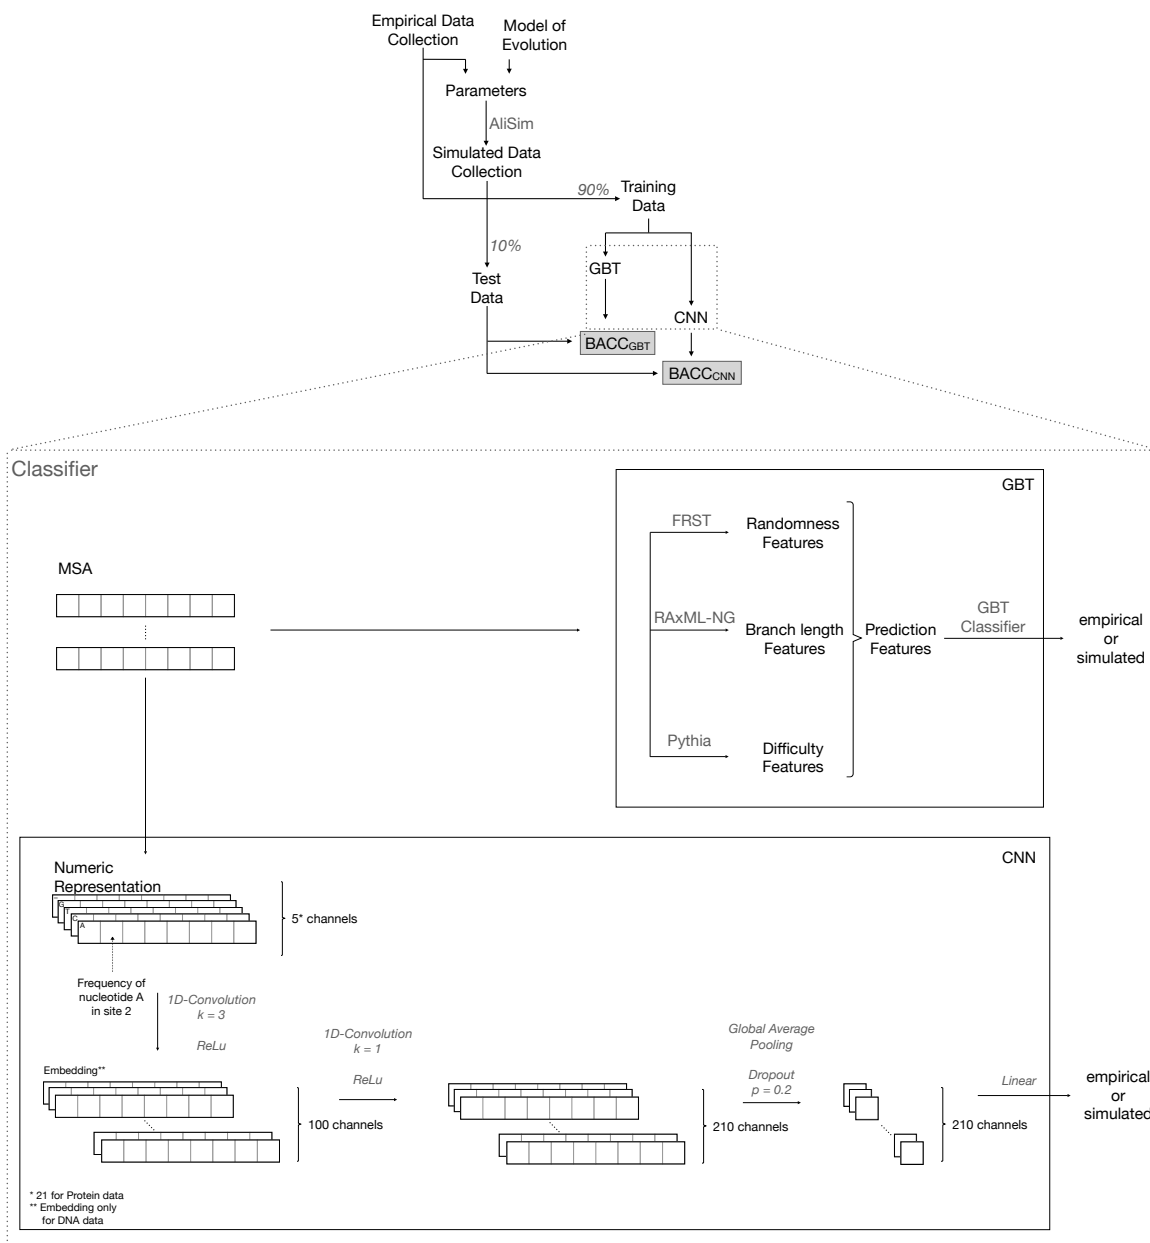 Empirical Data
Collection
Model of
Evolution
Parameters
AliSim
Simulated Data
Collection
90%
Training
Data
10%
Test
Data
GBT
CNN
BACCGBT
BACCCNN
Classifier
GBT
MSA
FRST
Randomness
Features
RAxML-NG
Branch length
Features
Prediction
Features
GBT
Classifier
empirical
or
simulated
Pythia
Difficulty
Features
CNN
Numeric
Representation
-
G
T
C
A
5* channels
Frequency of
nucleotide A
in site 2
1D-Convolution
k = 3
ReLu
1D-Convolution
k = 1
ReLu
Global Average
Pooling
Dropout
p = 0.2
Linear
Embedding**
100 channels
210 channels
210 channels
empirical
or
simulated
* 21 for Protein data
** Embedding only
for DNA data